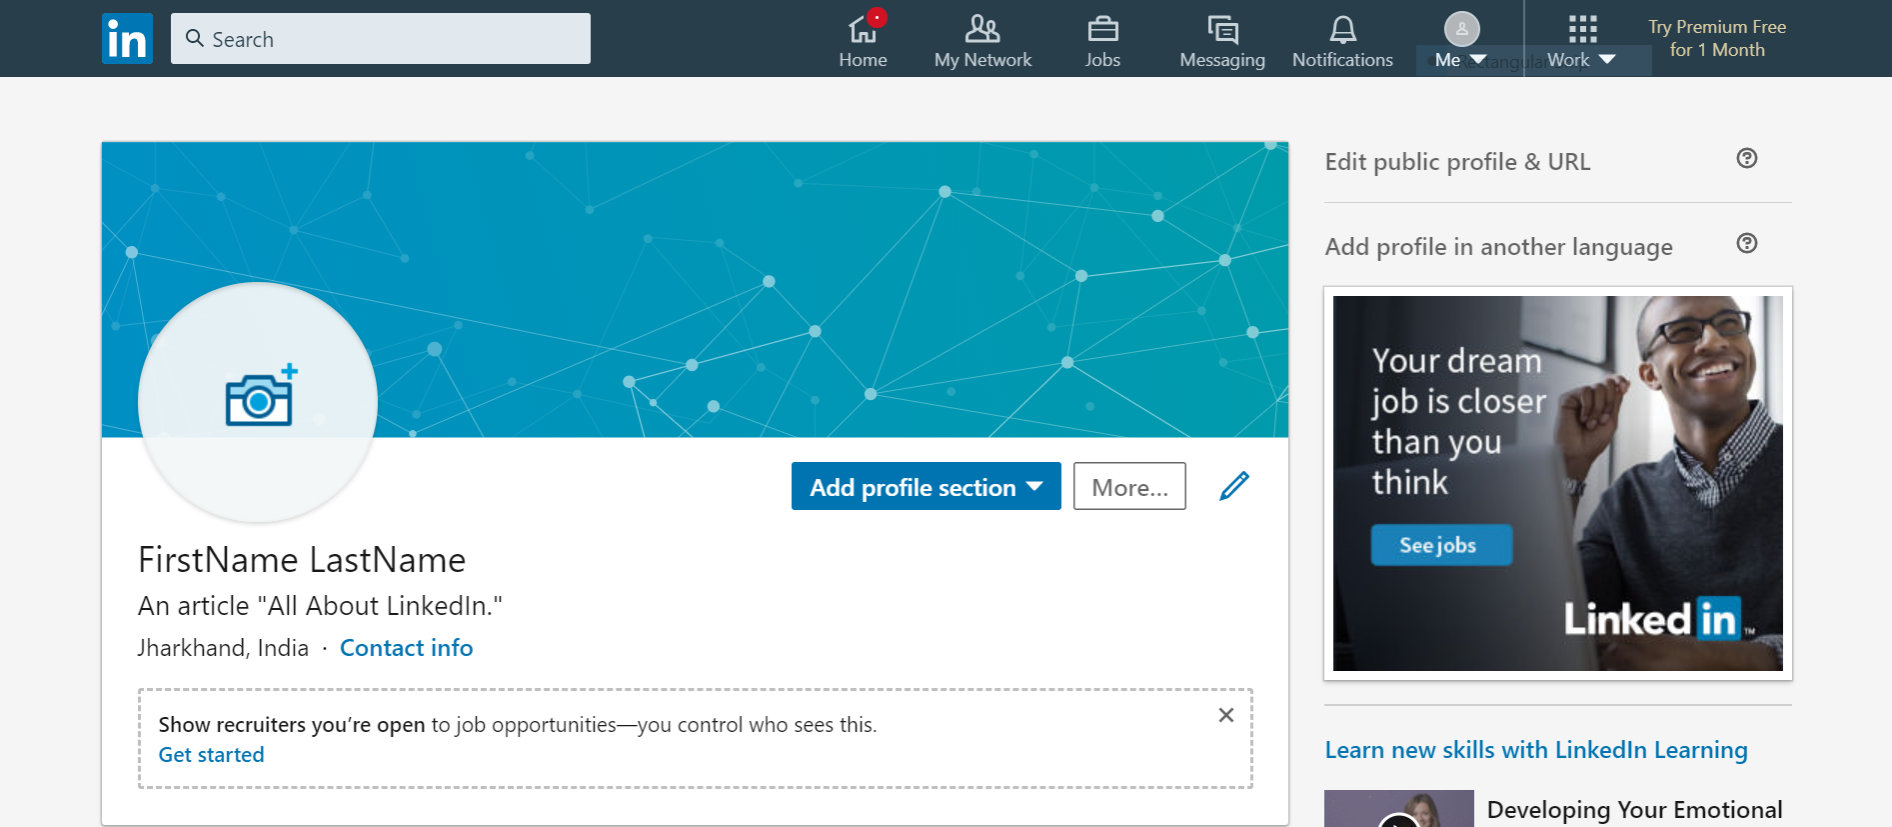 in
Search
Home
My Network
Jobs
Messaging
Notifications
Me
Work
Try Premium Free
for 1 Month
Edit public profile & URL
Add profile in another language
Your dream
job is closer
than you
think
See jobs
Linked in ™
Add profile section
More...
FirstName LastName
An article "All About LinkedIn."
Jharkhand, India · Contact info
Show recruiters you’re open to job opportunities—you control who sees this.
Get started
Learn new skills with LinkedIn Learning
Developing Your Emotional